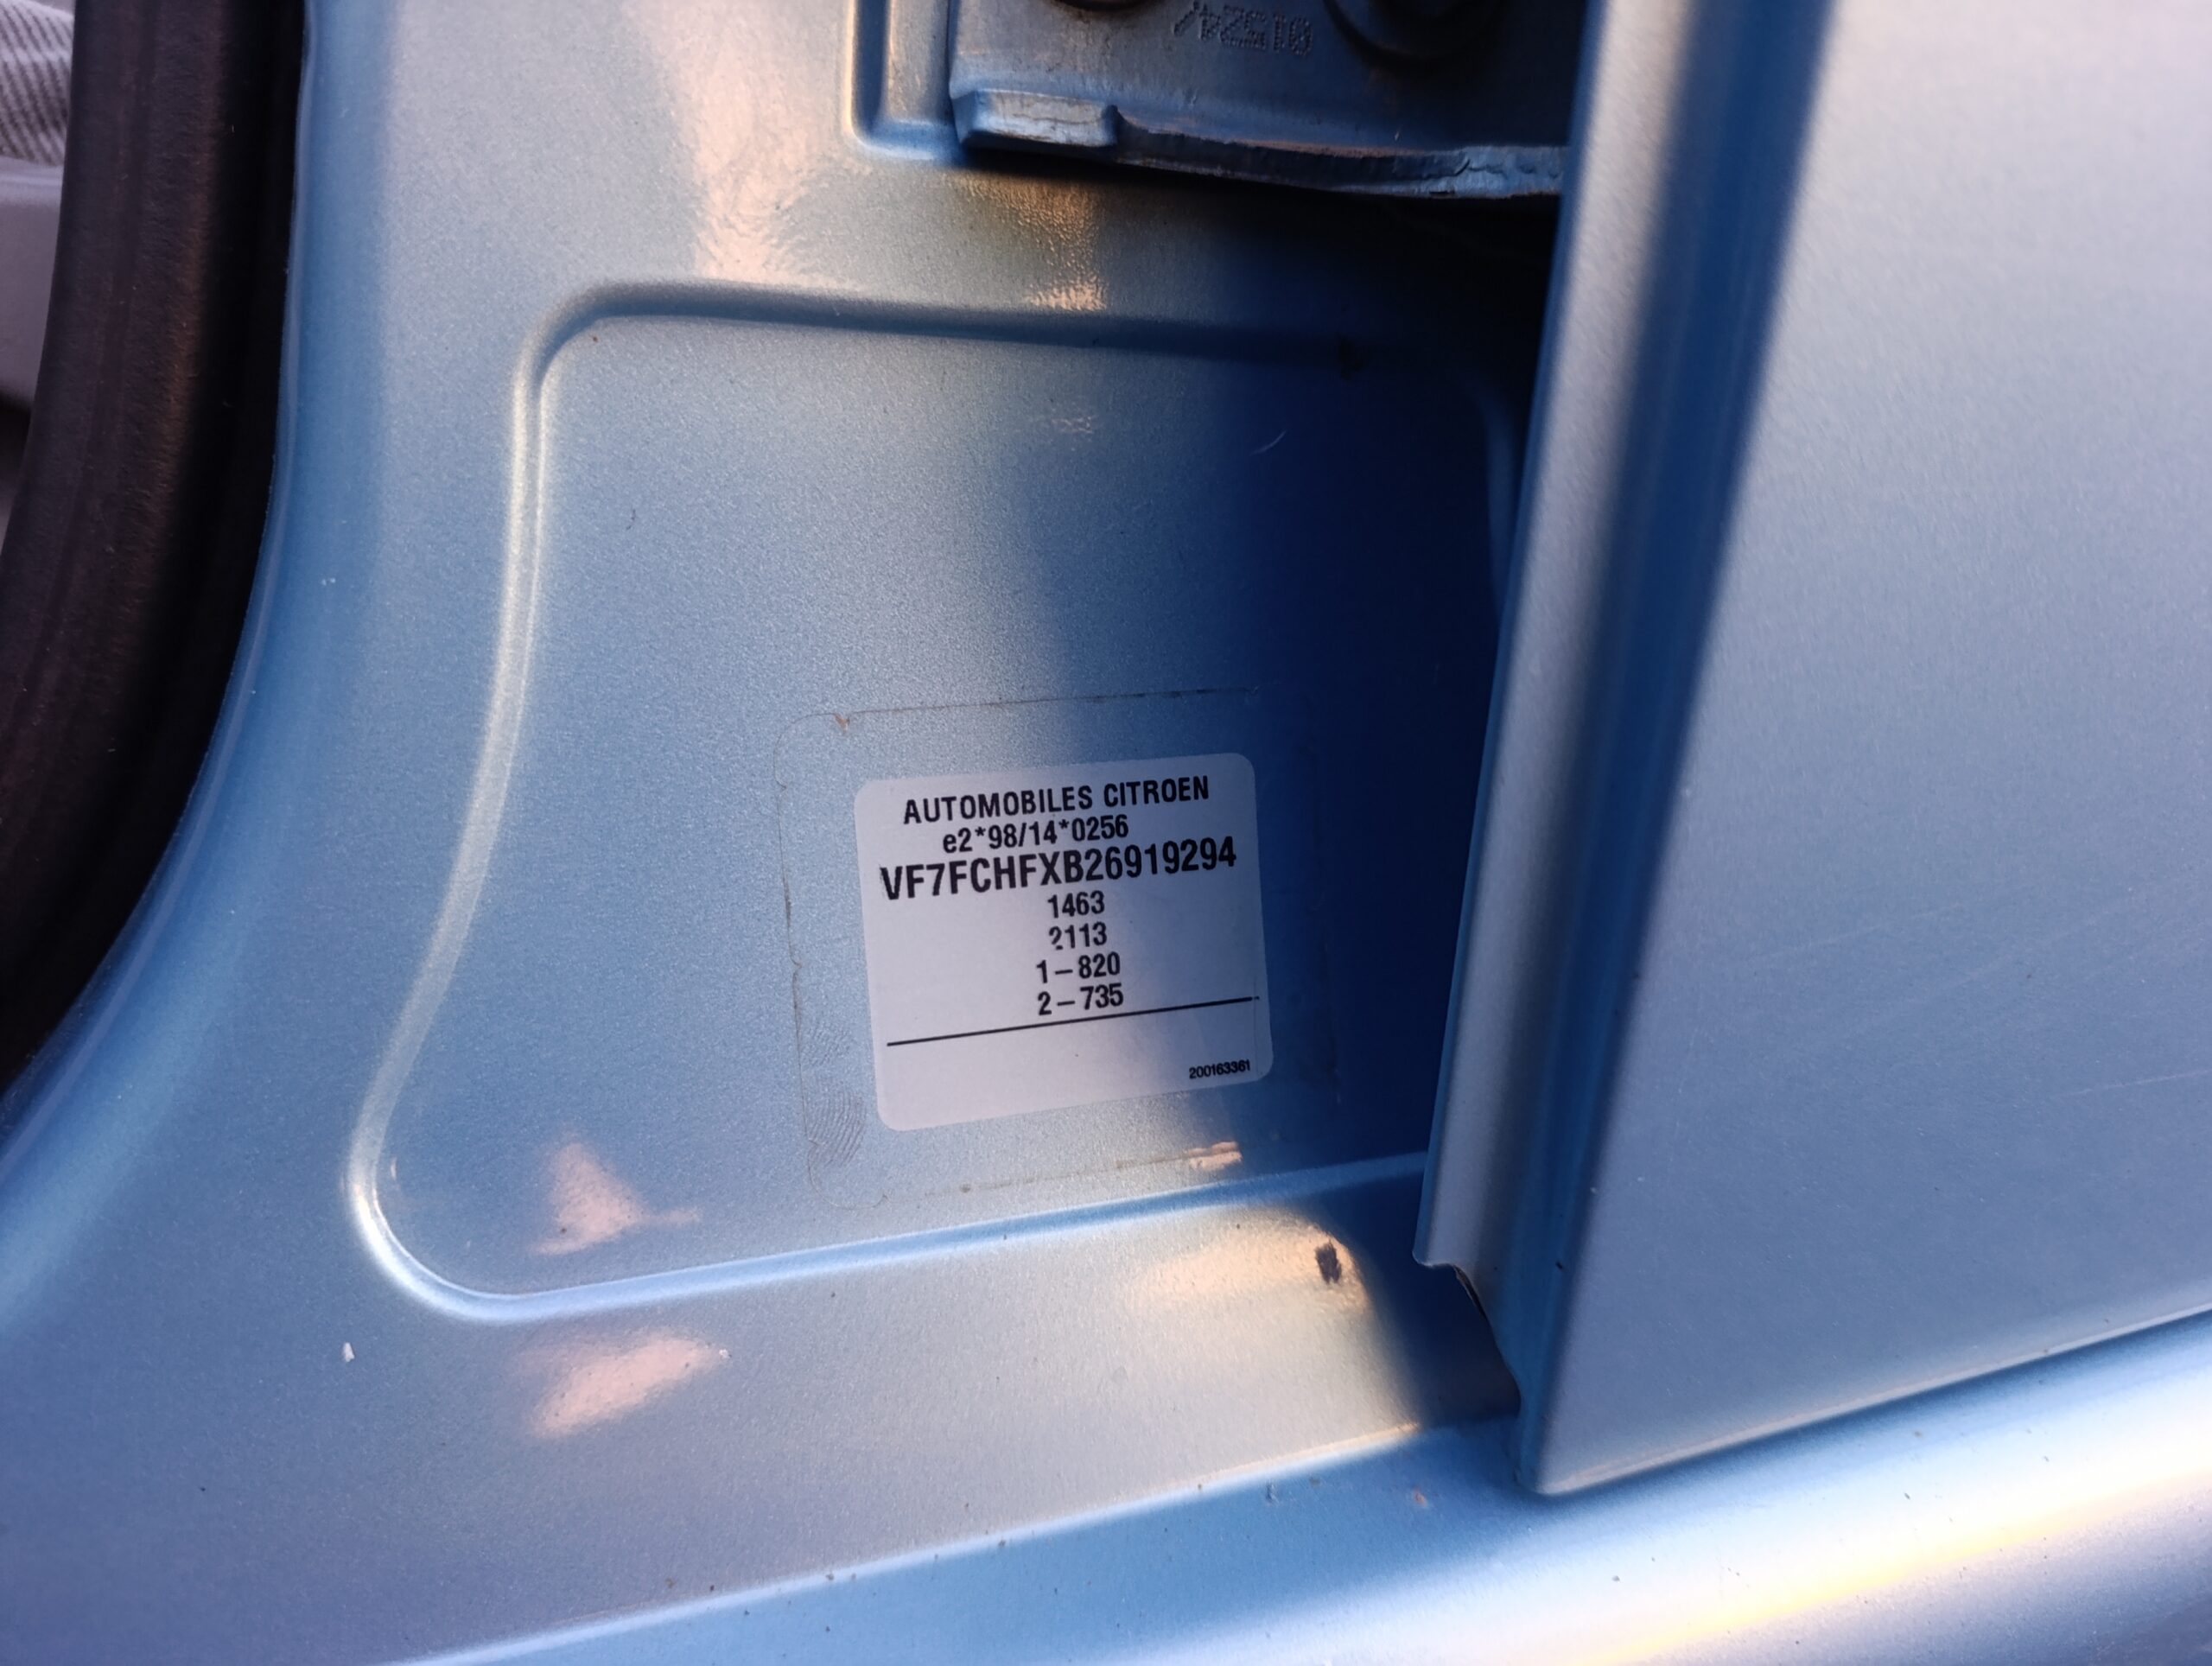 AUTOMOBILES CITROEN
e2*98/14*0256
VF7FCHFXB26919294
1463
2113
1-820
2-735
200163361